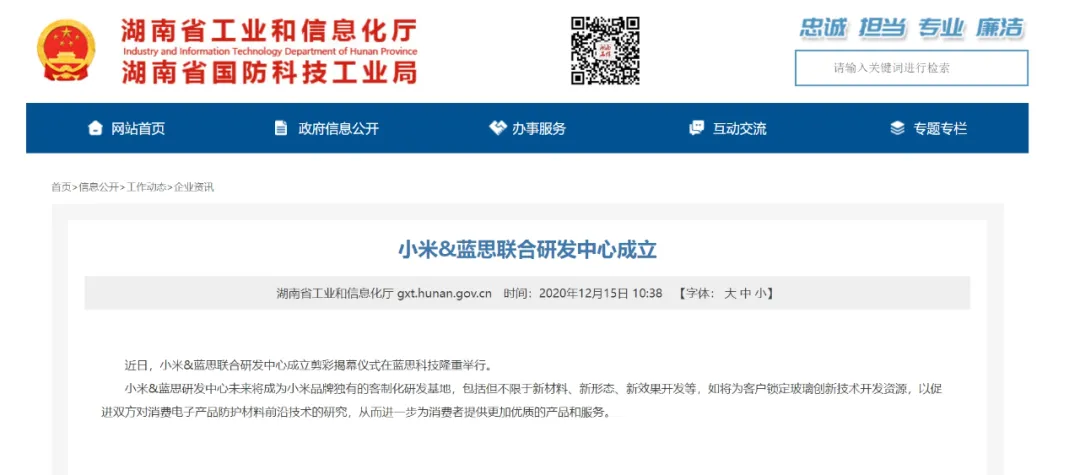 湖南省工业和信息化厅
Industry and Information Technology Department of Hunan Province
湖南省国防科技工业局
忠诚 担当 专业 廉洁
请输入关键词进行检索
网站首页 政府信息公开 办事服务 互动交流 专题专栏
首页>信息公开>工作动态>企业资讯
小米&蓝思联合研发中心成立
湖南省工业和信息化厅 gxt.hunan.gov.cn 时间：2020年12月15日 10:38 【字体： 大 中 小】
近日，小米&蓝思联合研发中心成立剪彩揭幕仪式在蓝思科技隆重举行。
小米&蓝思研发中心未来将成为小米品牌独有的客制化研发基地，包括但不限于新材料、新形态、新效果开发等，如将为客户锁定玻璃创新技术开发资源，以促
进双方对消费电子产品防护材料前沿技术的研究，从而进一步为消费者提供更加优质的产品和服务。